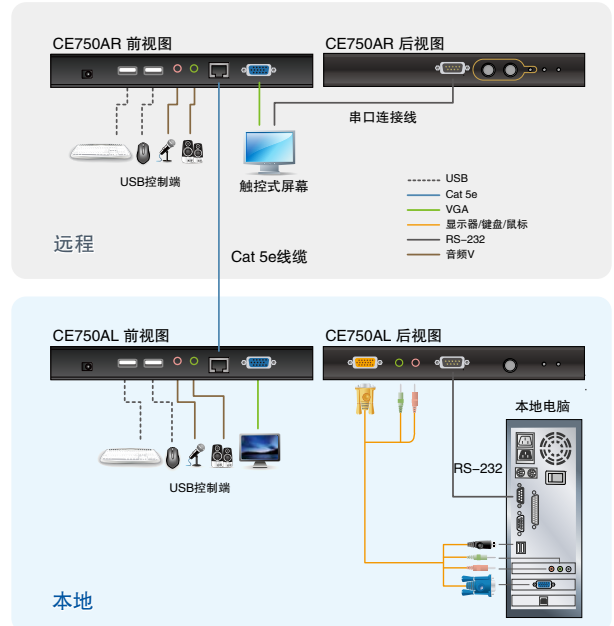 CE750AR 前视图
CE750AR 后视图
串口连接线
USB控制端
触控式屏幕
USB
Cat 5e
VGA
显示器/键盘/鼠标
RS-232
音频V
远程
Cat 5e线缆
CE750AL 前视图
CE750AL 后视图
本地电脑
RS-232
USB控制端
本地